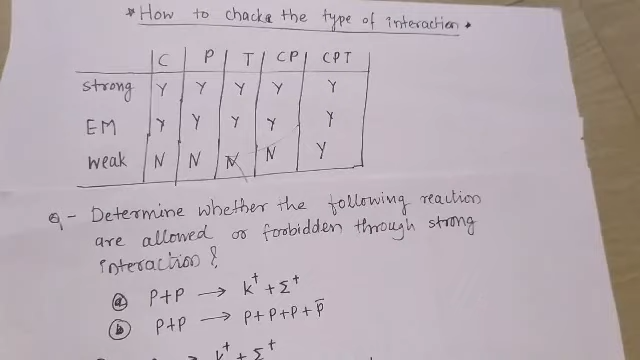 * How to chack the type of interaction *
C P T CP CPT
strong Y Y Y Y Y
EM Y Y Y Y Y
weak N N N N Y
Q - Determine whether the following reaction
are allowed or forbidden through strong
interaction?
(a) P+P → K⁺ + Σ⁺
(b) P+P → P+P+P+p̄
→ K⁺ + Σ⁺